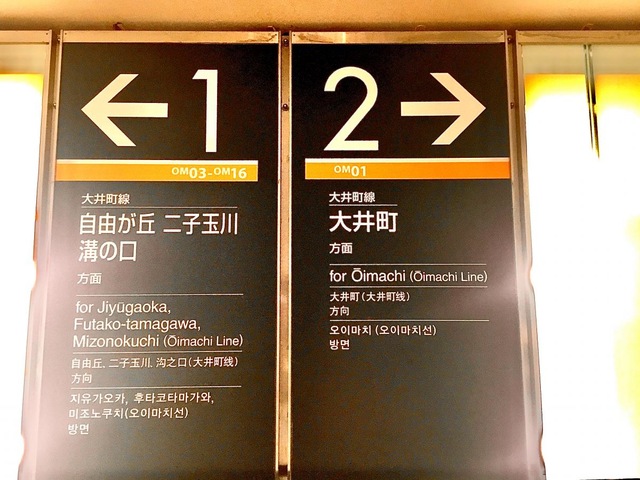 ← 1
OM03-OM16
大井町線
自由が丘 二子玉川
溝の口
方面
for Jiyūgaoka,
Futako-tamagawa,
Mizonokuchi (Ōimachi Line)
自由丘. 二子玉川. 沟之口(大井町线)
方向
지유가오카, 후타코타마가와,
미조노쿠치(오이마치선)
방면
2 →
OM01
大井町線
大井町
方面
for Ōimachi (Ōimachi Line)
大井町(大井町线)
方向
오이마치(오이마치선)
방면